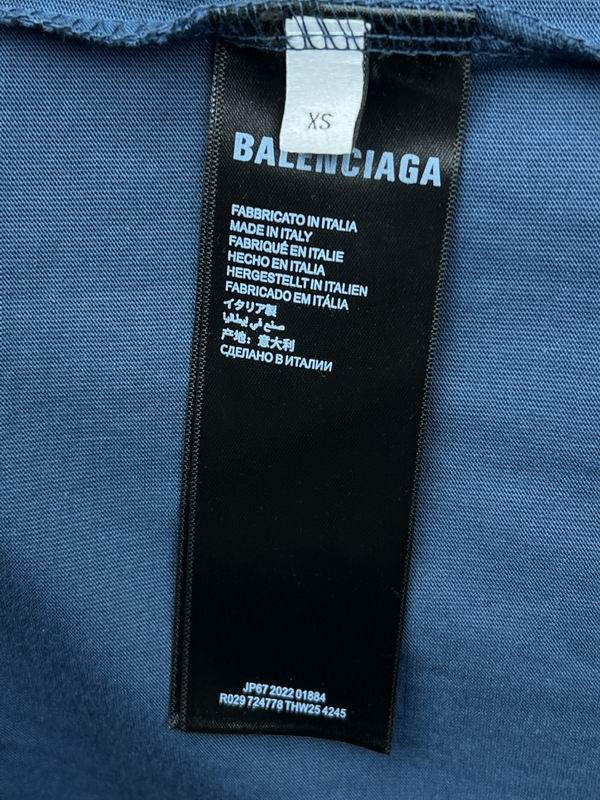 XS
BALENCIAGA
FABBRICATO IN ITALIA
MADE IN ITALY
FABRIQUÉ EN ITALIE
HECHO EN ITALIA
HERGESTELLT IN ITALIEN
FABRICADO EM ITÁLIA
イタリア製
صنع في إيطاليا
产地：意大利
СДЕЛАНО В ИТАЛИИ
JP67 2022 01884
R029 724778 THW25 4245